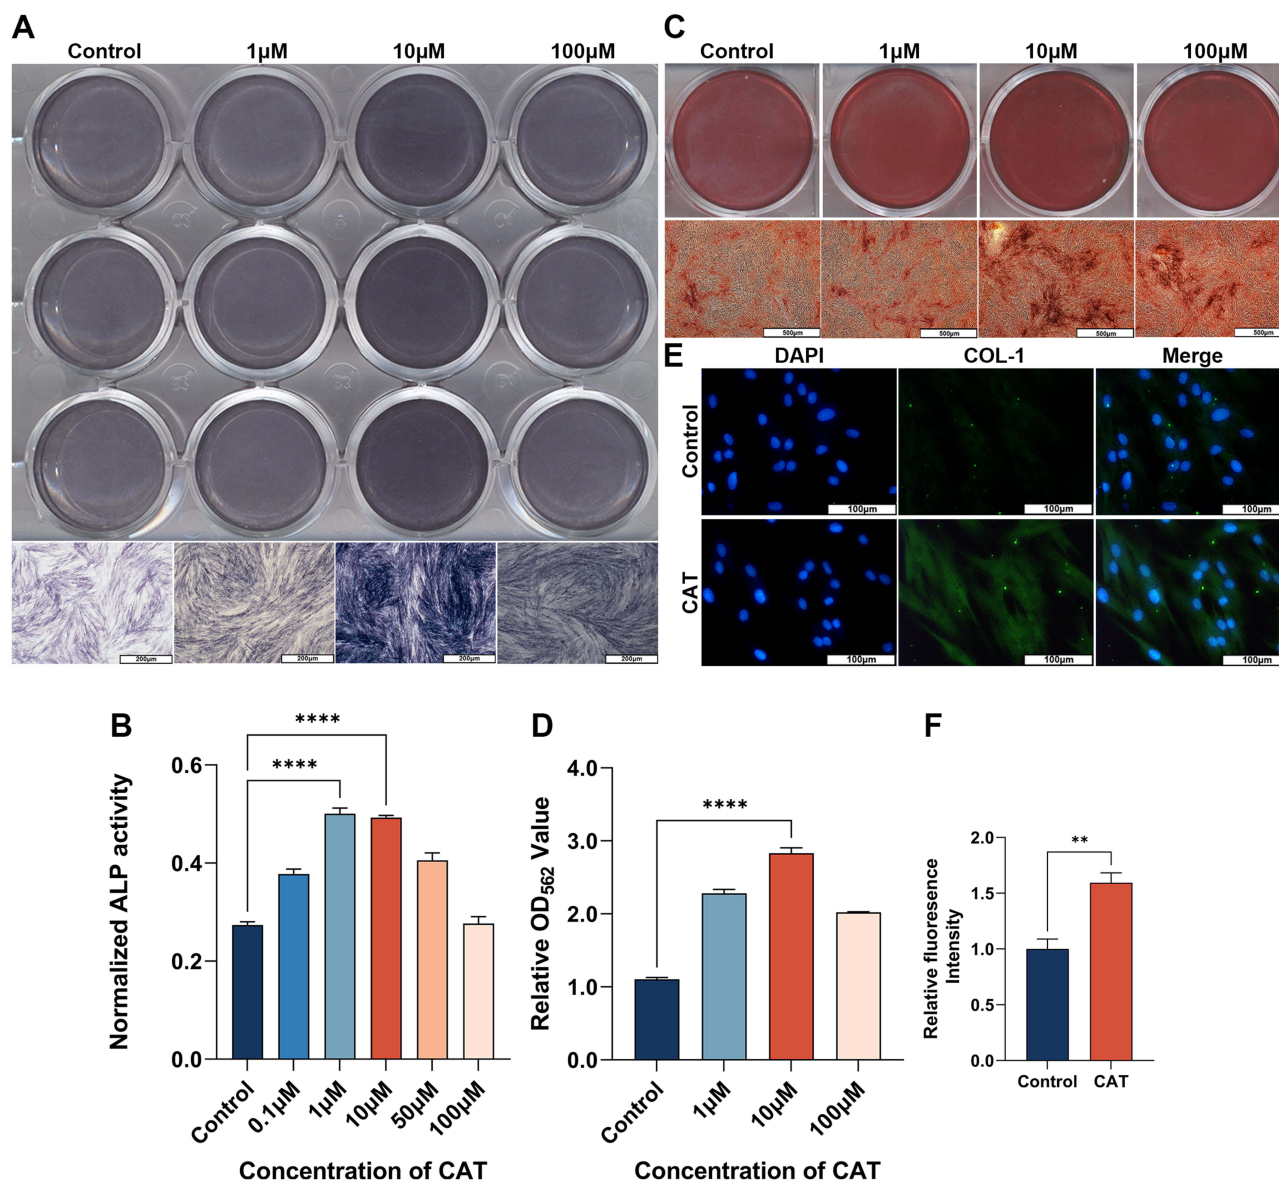 A
Control 1μM 10μM 100μM
200μm 200μm 200μm 200μm
C
Control 1μM 10μM 100μM
500μm 500μm 500μm 500μm
E
DAPI COL-1 Merge
Control
100μm 100μm 100μm
CAT
100μm 100μm 100μm
B
Normalized ALP activity
0.6
0.4
0.2
0.0
****
****
Control 0.1μM 1μM 10μM 50μM 100μM
Concentration of CAT
D
Relative OD562 Value
4.0
3.0
2.0
1.0
0.0
****
Control 1μM 10μM 100μM
Concentration of CAT
F
Relative fluoresence
Intensity
2.0
1.5
1.0
0.5
0.0
**
Control CAT